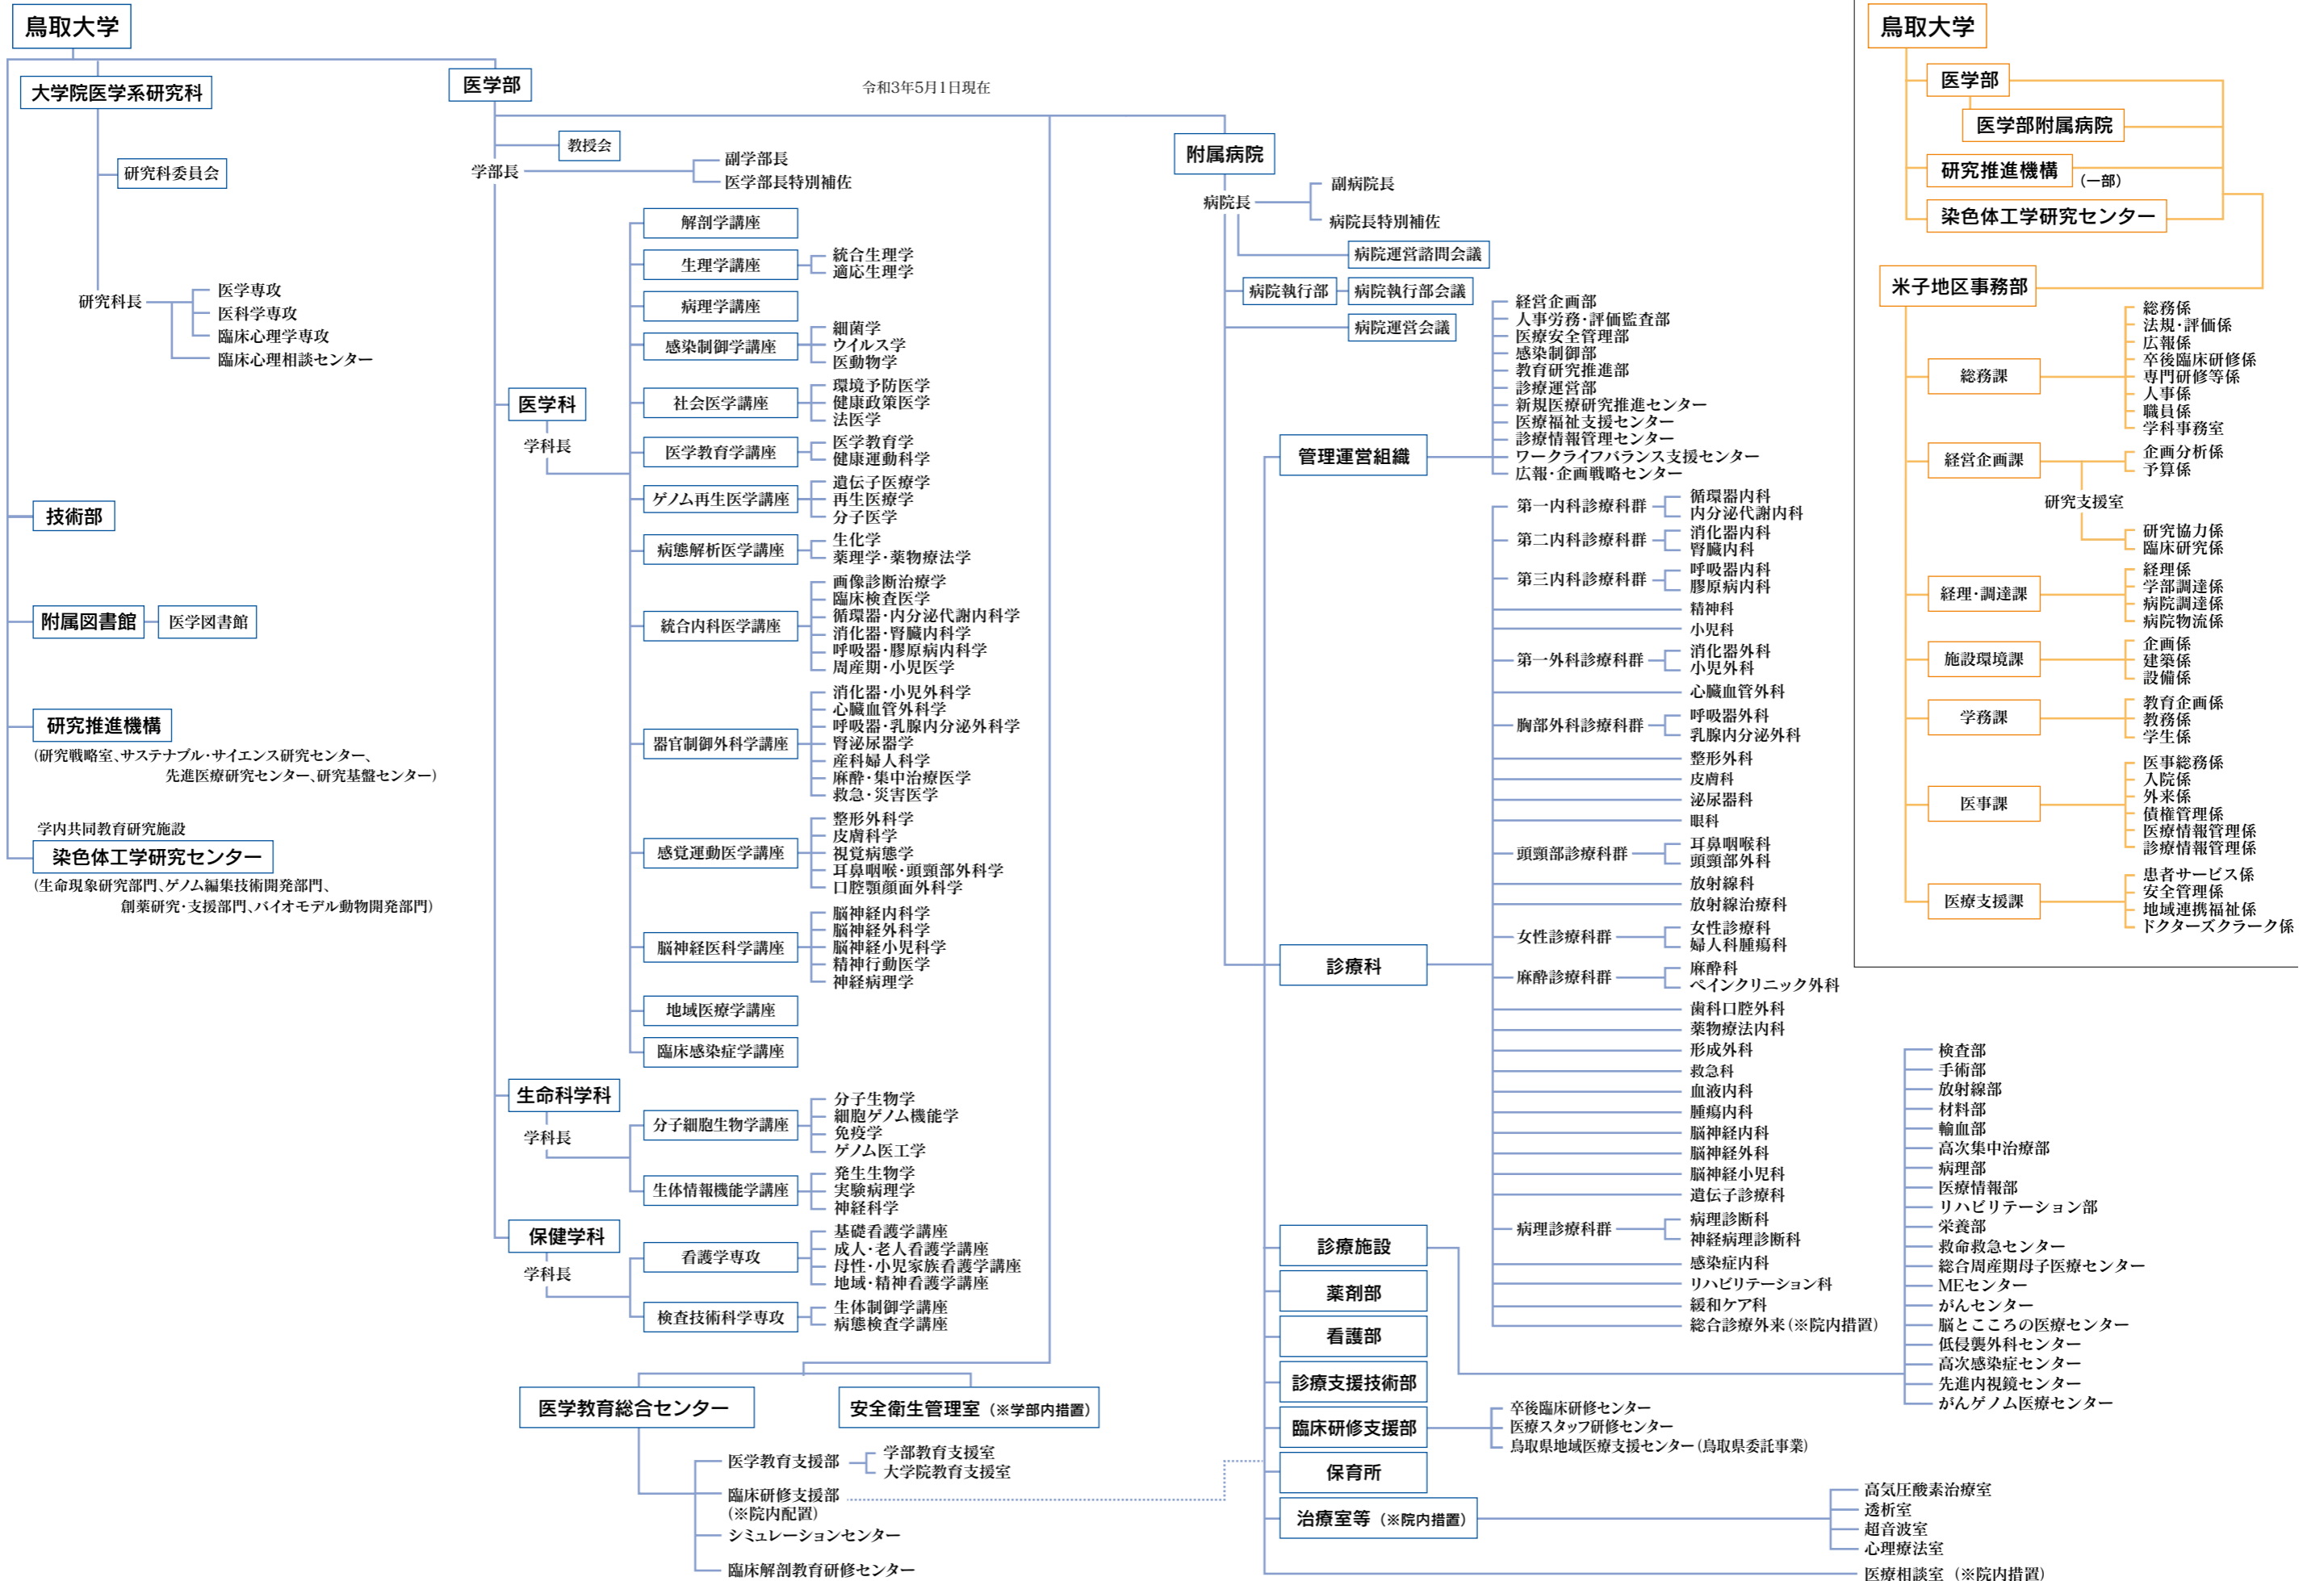 鳥取大学
大学院医学系研究科
研究科委員会
研究科長
医学専攻
医科学専攻
臨床心理学専攻
臨床心理相談センター
技術部
附属図書館
医学図書館
研究推進機構
(研究戦略室、サステナブル・サイエンス研究センター、
先進医療研究センター、研究基盤センター)
学内共同教育研究施設
染色体工学研究センター
(生命現象研究部門、ゲノム編集技術開発部門、
創薬研究・支援部門、バイオモデル動物開発部門)
医学部
令和3年5月1日現在
教授会
学部長
副学部長
医学部長特別補佐
医学科
学科長
解剖学講座
生理学講座
統合生理学
適応生理学
病理学講座
感染制御学講座
細菌学
ウイルス学
医動物学
社会医学講座
環境予防医学
健康政策医学
法医学
医学教育学講座
医学教育学
健康運動科学
ゲノム再生医学講座
遺伝子医療学
再生医療学
分子医学
病態解析医学講座
生化学
薬理学・薬物療法学
統合内科医学講座
画像診断治療学
臨床検査医学
循環器・内分泌代謝内科学
消化器・腎臓内科学
呼吸器・膠原病内科学
周産期・小児医学
器官制御外科学講座
消化器・小児外科学
心臓血管外科学
呼吸器・乳腺内分泌外科学
腎泌尿器学
産科婦人科学
麻酔・集中治療医学
救急・災害医学
感覚運動医学講座
整形外科学
皮膚科学
視覚病態学
耳鼻咽喉・頭頸部外科学
口腔顎顔面外科学
脳神経医科学講座
脳神経内科学
脳神経外科学
脳神経小児科学
精神行動医学
神経病理学
地域医療学講座
臨床感染症学講座
生命科学科
学科長
分子細胞生物学講座
分子生物学
細胞ゲノム機能学
免疫学
ゲノム医工学
生体情報機能学講座
発生生物学
実験病理学
神経科学
保健学科
学科長
看護学専攻
基礎看護学講座
成人・老人看護学講座
母性・小児家族看護学講座
地域・精神看護学講座
検査技術科学専攻
生体制御学講座
病態検査学講座
医学教育総合センター
安全衛生管理室(※学部内措置)
医学教育支援部
学部教育支援室
大学院教育支援室
臨床研修支援部
(※院内配置)
シミュレーションセンター
臨床解剖教育研修センター
附属病院
病院長
副病院長
病院長特別補佐
病院運営諮問会議
病院執行部
病院執行部会議
病院運営会議
管理運営組織
経営企画部
人事労務・評価監査部
医療安全管理部
感染制御部
教育研究推進部
診療運営部
新規医療研究推進センター
医療福祉支援センター
診療情報管理センター
ワークライフバランス支援センター
広報・企画戦略センター
診療科
第一内科診療科群
循環器内科
内分泌代謝内科
第二内科診療科群
消化器内科
腎臓内科
第三内科診療科群
呼吸器内科
膠原病内科
精神科
小児科
第一外科診療科群
消化器外科
小児外科
心臓血管外科
胸部外科診療科群
呼吸器外科
乳腺内分泌外科
整形外科
皮膚科
泌尿器科
眼科
頭頸部診療科群
耳鼻咽喉科
頭頸部外科
放射線科
放射線治療科
女性診療科群
女性診療科
婦人科腫瘍科
麻酔診療科群
麻酔科
ペインクリニック外科
歯科口腔外科
薬物療法内科
形成外科
救急科
血液内科
腫瘍内科
脳神経内科
脳神経外科
脳神経小児科
遺伝子診療科
病理診療科群
病理診断科
神経病理診断科
感染症内科
リハビリテーション科
緩和ケア科
総合診療外来(※院内措置)
診療施設
検査部
手術部
放射線部
材料部
輸血部
高次集中治療部
病理部
医療情報部
リハビリテーション部
栄養部
救命救急センター
総合周産期母子医療センター
MEセンター
がんセンター
脳とこころの医療センター
低侵襲外科センター
高次感染症センター
先進内視鏡センター
がんゲノム医療センター
薬剤部
看護部
診療支援技術部
臨床研修支援部
卒後臨床研修センター
医療スタッフ研修センター
鳥取県地域医療支援センター(鳥取県委託事業)
保育所
治療室等(※院内措置)
高気圧酸素治療室
透析室
超音波室
心理療法室
医療相談室(※院内措置)
鳥取大学
医学部
医学部附属病院
研究推進機構
(一部)
染色体工学研究センター
米子地区事務部
総務課
総務係
法規・評価係
広報係
卒後臨床研修係
専門研修等係
人事係
職員係
学科事務室
経営企画課
企画分析係
予算係
研究支援室
研究協力係
臨床研究係
経理・調達課
経理係
学部調達係
病院調達係
病院物流係
施設環境課
企画係
建築係
設備係
学務課
教育企画係
教務係
学生係
医事課
医事総務係
入院係
外来係
債権管理係
医療情報管理係
診療情報管理係
医療支援課
患者サービス係
安全管理係
地域連携福祉係
ドクターズクラーク係